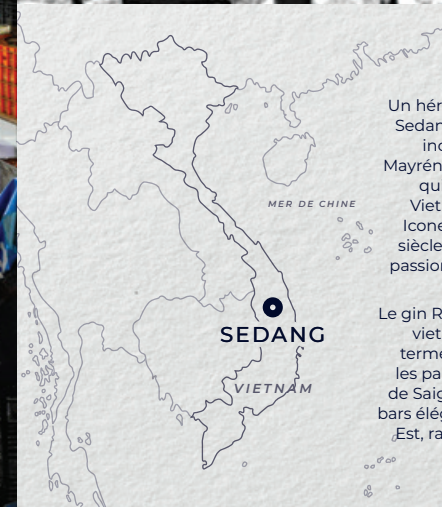 MER DE CHINE
SEDANG
VIETNAM
Un hér
Sedan
ind
Mayrén
qu
Viet
Icone
siècle
passion
Le gin R
viet
terme
les pa
de Saig
bars élég
Est, ra